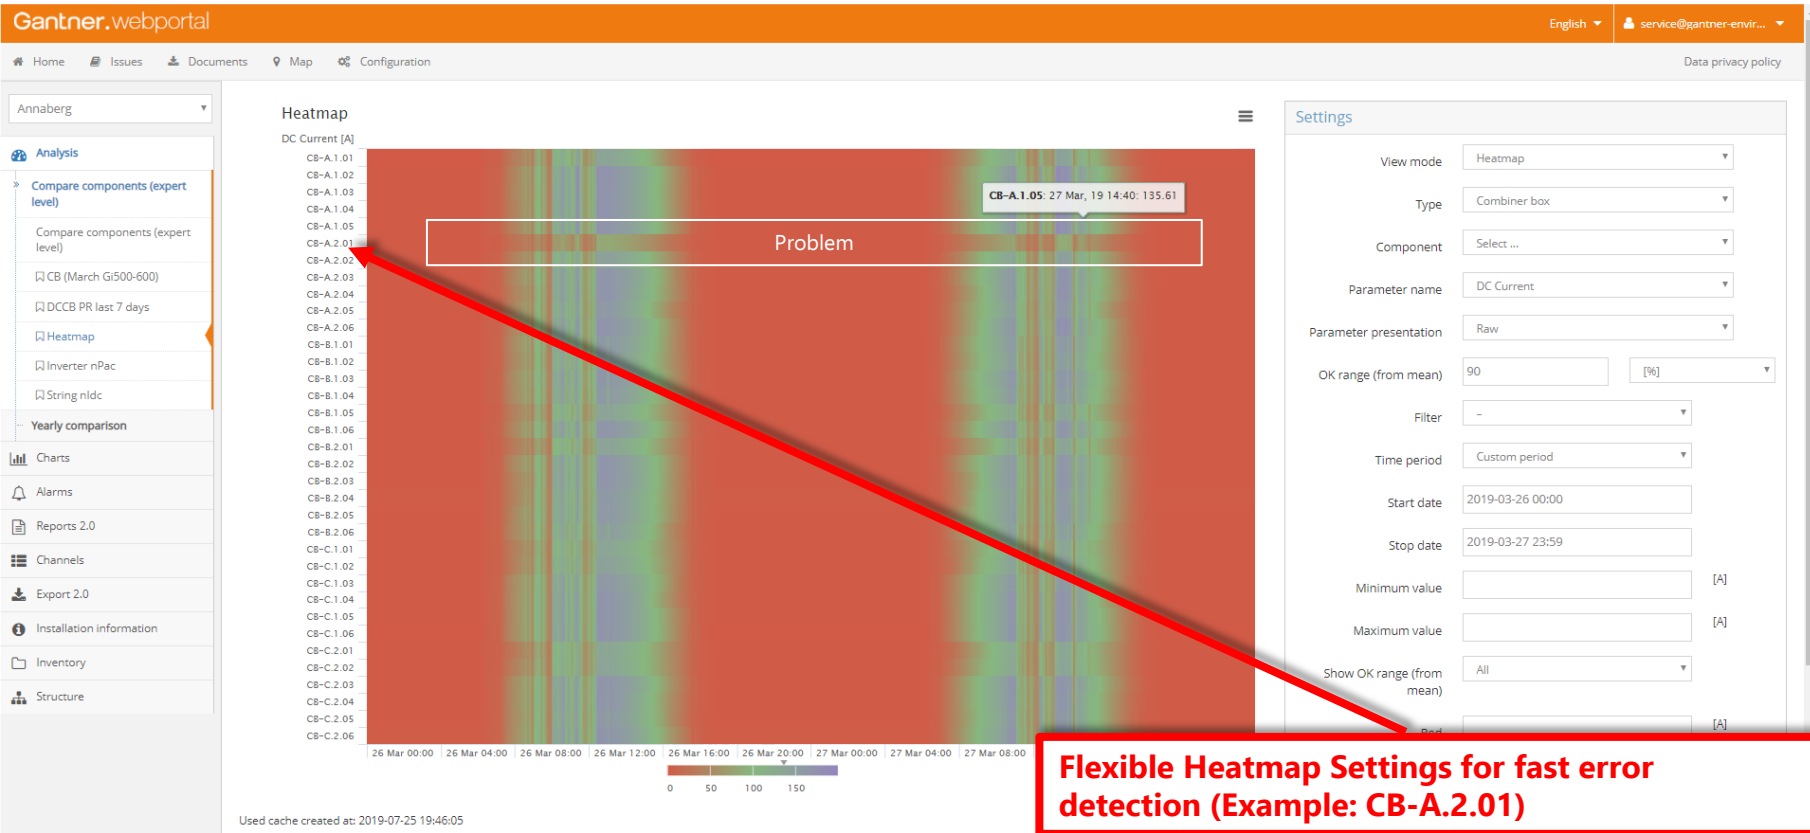 Gantner.webportal
English
service@gantner-envir...
Home
Issues
Documents
Map
Configuration
Data privacy policy
Annaberg
Analysis
Compare components (expert
level)
Compare components (expert
level)
CB (March Gi500-600)
DCCB PR last 7 days
Heatmap
Inverter nPac
String nIdc
Yearly comparison
Charts
Alarms
Reports 2.0
Channels
Export 2.0
Installation information
Inventory
Structure
Heatmap
DC Current [A]
CB-A.1.01
CB-A.1.02
CB-A.1.03
CB-A.1.04
CB-A.1.05
CB-A.2.01
CB-A.2.02
CB-A.2.03
CB-A.2.04
CB-A.2.05
CB-A.2.06
CB-B.1.01
CB-B.1.02
CB-B.1.03
CB-B.1.04
CB-B.1.05
CB-B.1.06
CB-B.2.01
CB-B.2.02
CB-B.2.03
CB-B.2.04
CB-B.2.05
CB-B.2.06
CB-C.1.01
CB-C.1.02
CB-C.1.03
CB-C.1.04
CB-C.1.05
CB-C.1.06
CB-C.2.01
CB-C.2.02
CB-C.2.03
CB-C.2.04
CB-C.2.05
CB-C.2.06
CB-A.1.05: 27 Mar, 19 14:40: 135.61
Problem
26 Mar 00:00 26 Mar 04:00 26 Mar 08:00 26 Mar 12:00 26 Mar 16:00 26 Mar 20:00 27 Mar 00:00 27 Mar 04:00 27 Mar 08:00
0 50 100 150
Used cache created at: 2019-07-25 19:46:05
Settings
View mode Heatmap
Type Combiner box
Component Select ...
Parameter name DC Current
Parameter presentation Raw
OK range (from mean) 90 [%]
Filter –
Time period Custom period
Start date 2019-03-26 00:00
Stop date 2019-03-27 23:59
Minimum value [A]
Maximum value [A]
Show OK range (from All
mean)
[A]
Flexible Heatmap Settings for fast error
detection (Example: CB-A.2.01)